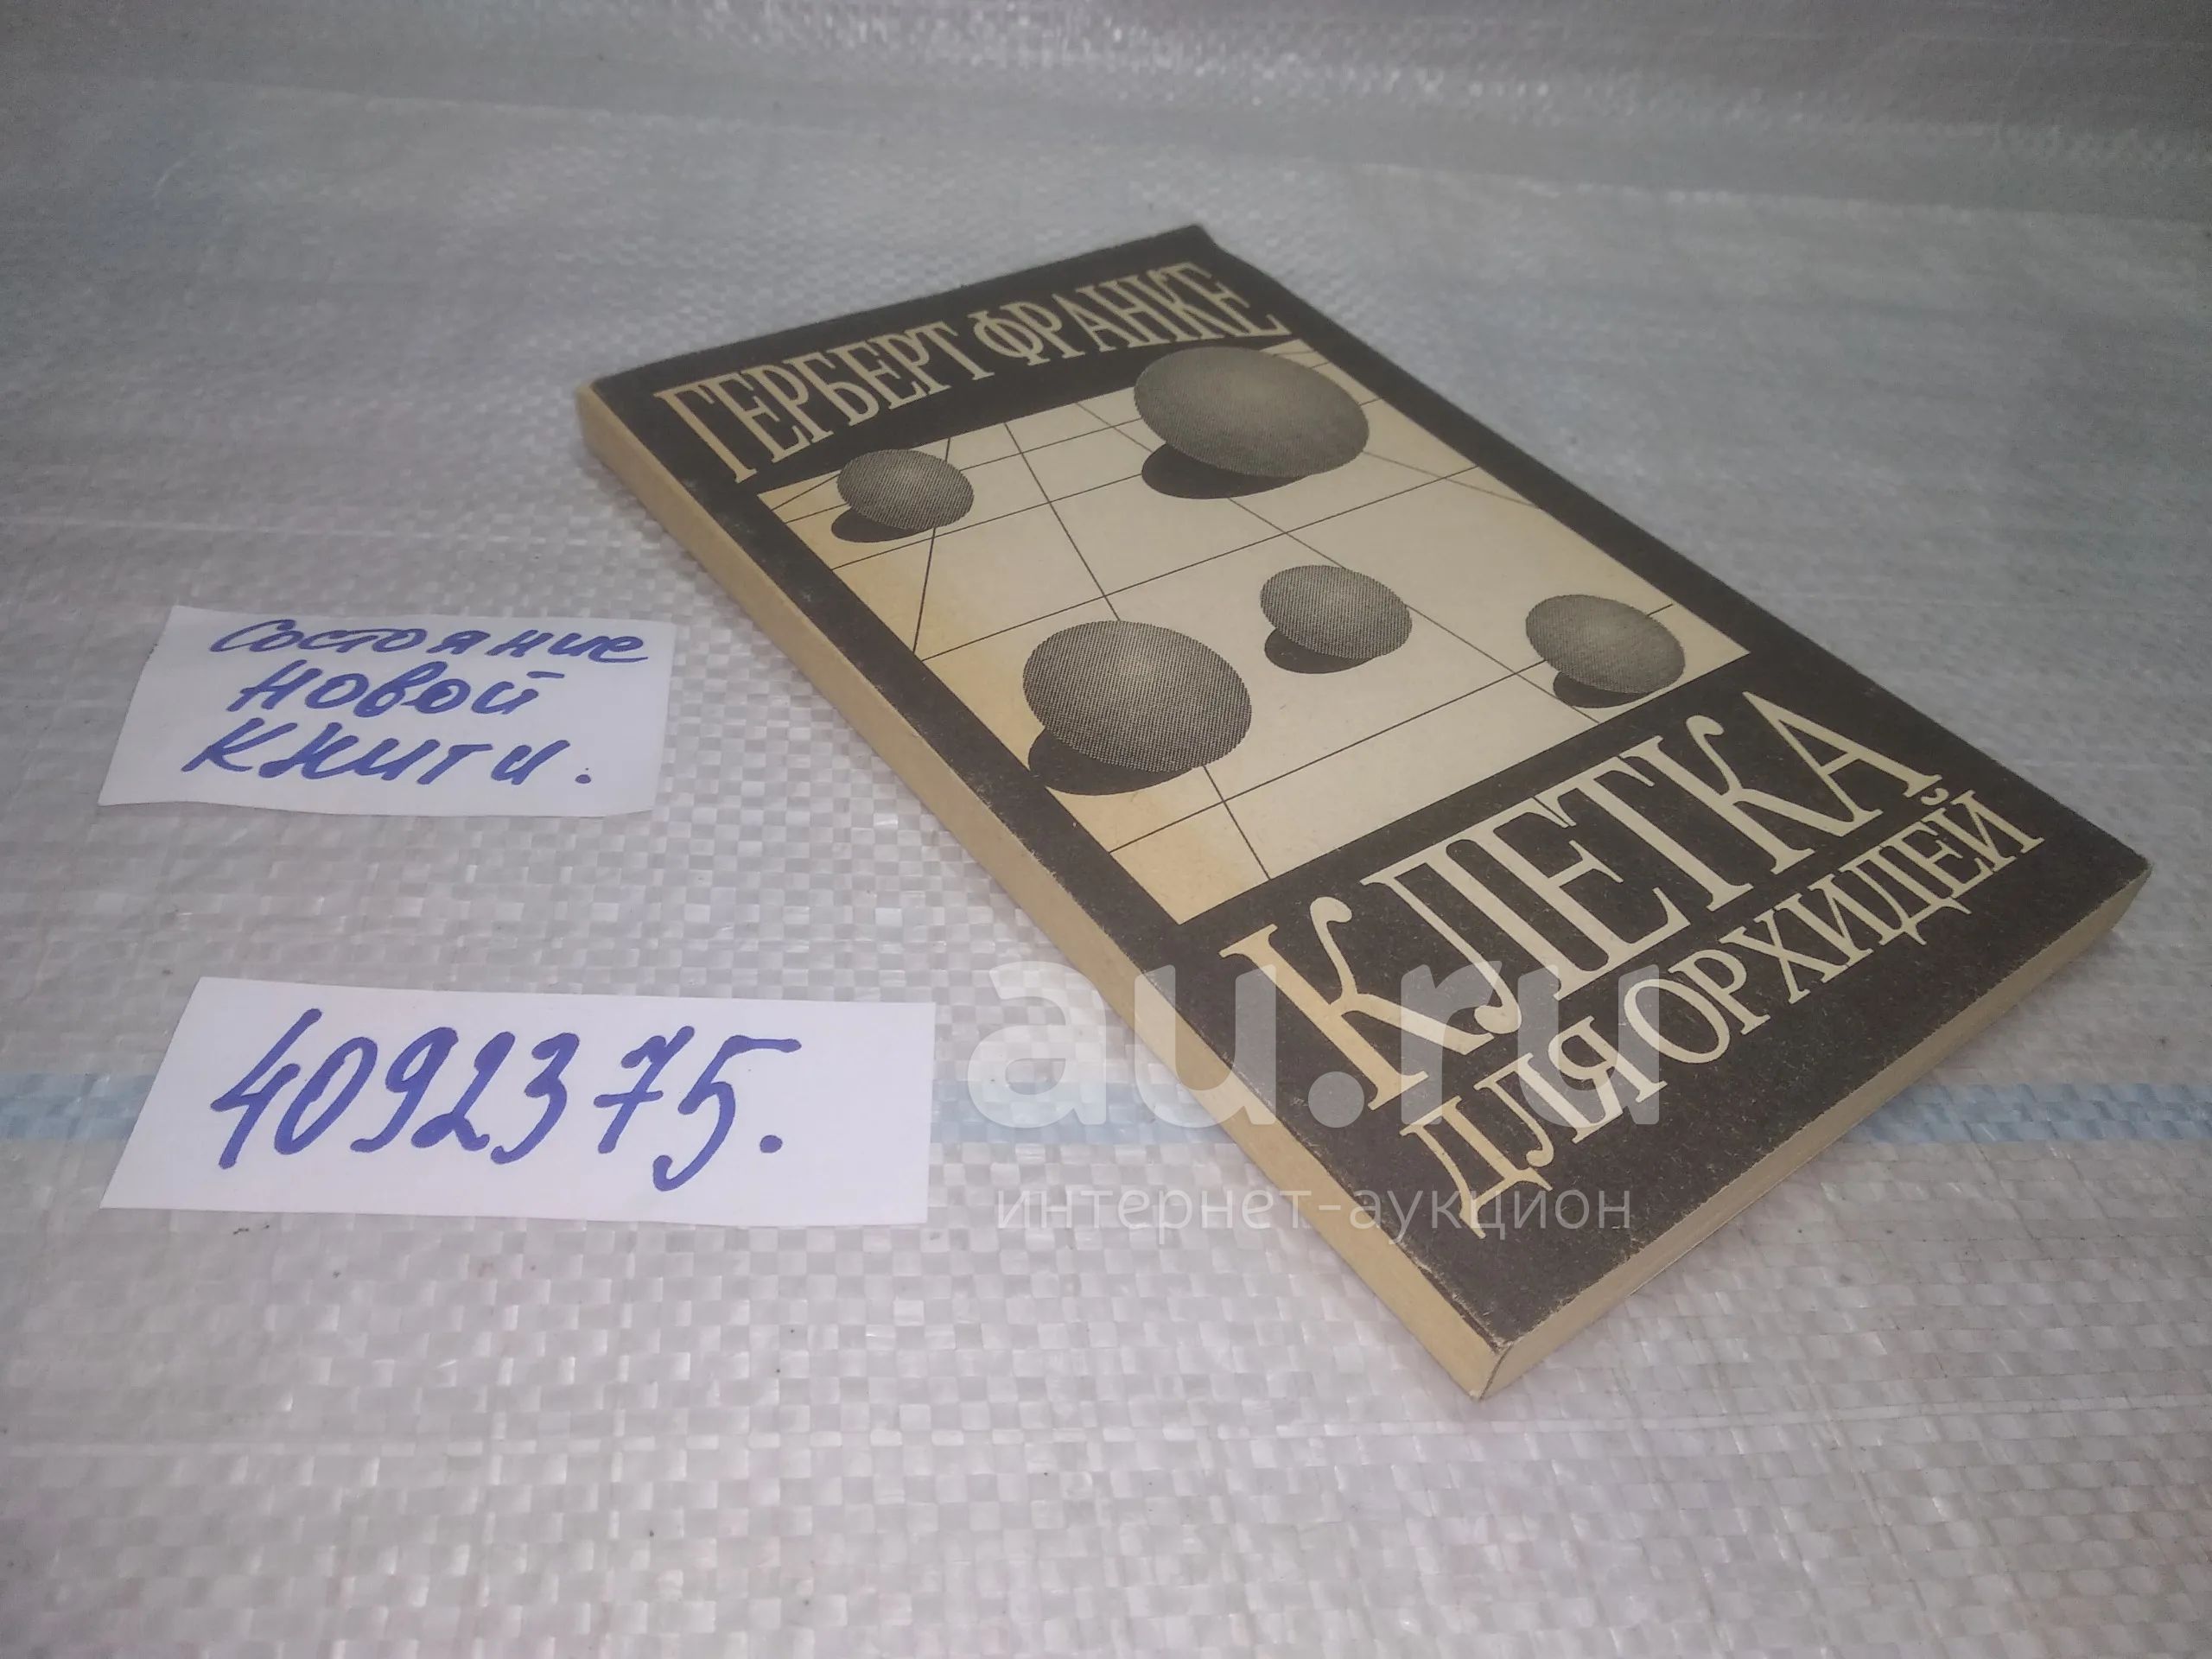 ГЕРБЕРТ ФРАНКЕ
КЛЕТКА
ДЛЯ ОРХИДЕЙ
Состояние
новой
книги.
4092375.
au.ru
интернет-аукцион